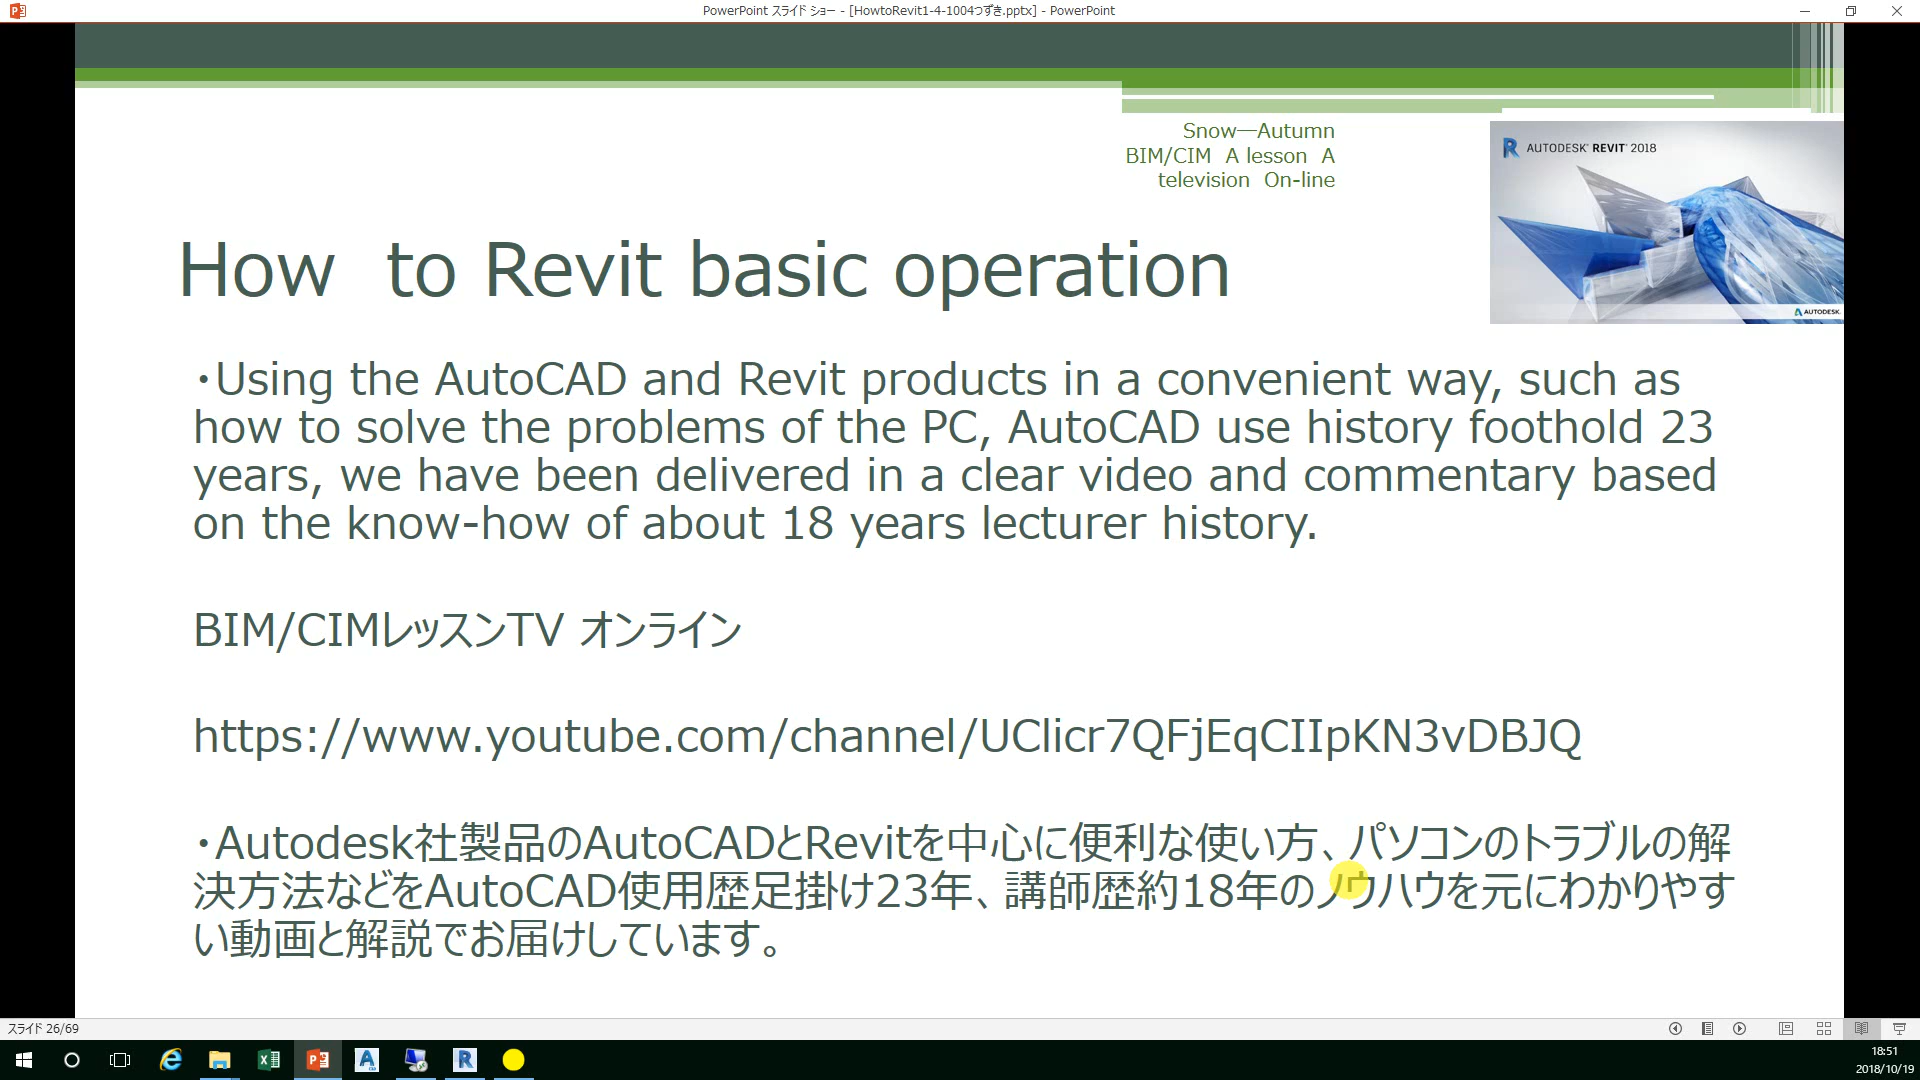 PowerPoint スライド ショー - [HowtoRevit1-4-1004つずき.pptx] - PowerPoint
Snow―Autumn
BIM/CIM A lesson A
television On-line
AUTODESK® REVIT® 2018
AUTODESK.
How to Revit basic operation
・Using the AutoCAD and Revit products in a convenient way, such as
how to solve the problems of the PC, AutoCAD use history foothold 23
years, we have been delivered in a clear video and commentary based
on the know-how of about 18 years lecturer history.
BIM/CIMレッスンTV オンライン
https://www.youtube.com/channel/UClicr7QFjEqCIIpKN3vDBJQ
・Autodesk社製品のAutoCADとRevitを中心に便利な使い方、パソコンのトラブルの解
決方法などをAutoCAD使用歴足掛け23年、講師歴約18年のノウハウを元にわかりやす
い動画と解説でお届けしています。
スライド 26/69
18:51
2018/10/19